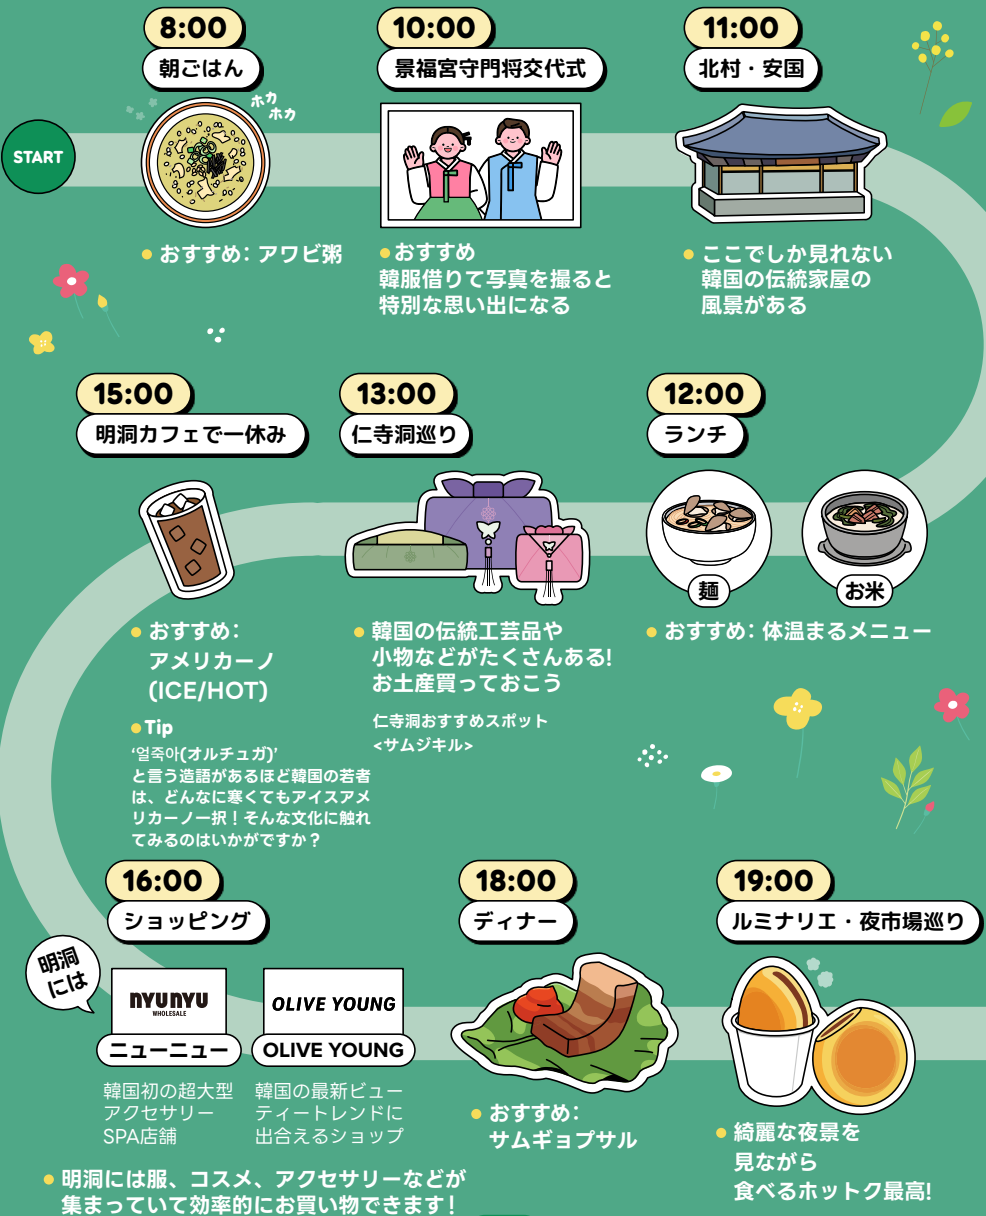 START
8:00
朝ごはん
ホカ
ホカ
おすすめ: アワビ粥
10:00
景福宮守門将交代式
おすすめ
韓服借りて写真を撮ると
特別な思い出になる
11:00
北村・安国
ここでしか見れない
韓国の伝統家屋の
風景がある
12:00
ランチ
麺
お米
おすすめ: 体温まるメニュー
13:00
仁寺洞巡り
韓国の伝統工芸品や
小物などがたくさんある!
お土産買っておこう
仁寺洞おすすめスポット
<サムジキル>
15:00
明洞カフェで一休み
おすすめ:
アメリカーノ
(ICE/HOT)
Tip
‘얼죽아(オルチュガ)’
と言う造語があるほど韓国の若者
は、どんなに寒くてもアイスアメ
リカーノ一択！そんな文化に触れ
てみるのはいかがですか？
16:00
ショッピング
明洞
には
nyunyu
WHOLESALE
ニューニュー
韓国初の超大型
アクセサリー
SPA店舗
OLIVE YOUNG
OLIVE YOUNG
韓国の最新ビュー
ティートレンドに
出合えるショップ
明洞には服、コスメ、アクセサリーなどが
集まっていて効率的にお買い物できます!
18:00
ディナー
おすすめ:
サムギョプサル
19:00
ルミナリエ・夜市場巡り
綺麗な夜景を
見ながら
食べるホットク最高!